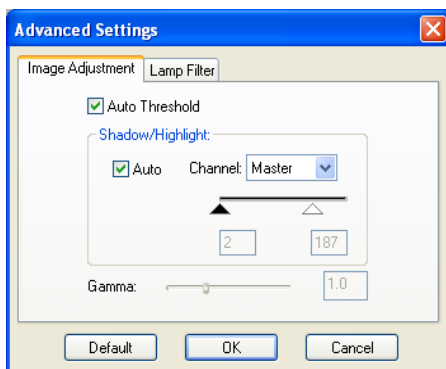 Advanced Settings
Image Adjustment Lamp Filter
Auto Threshold
Shadow/Highlight:
Auto Channel: Master
2 187
Gamma: 1.0
Default OK Cancel